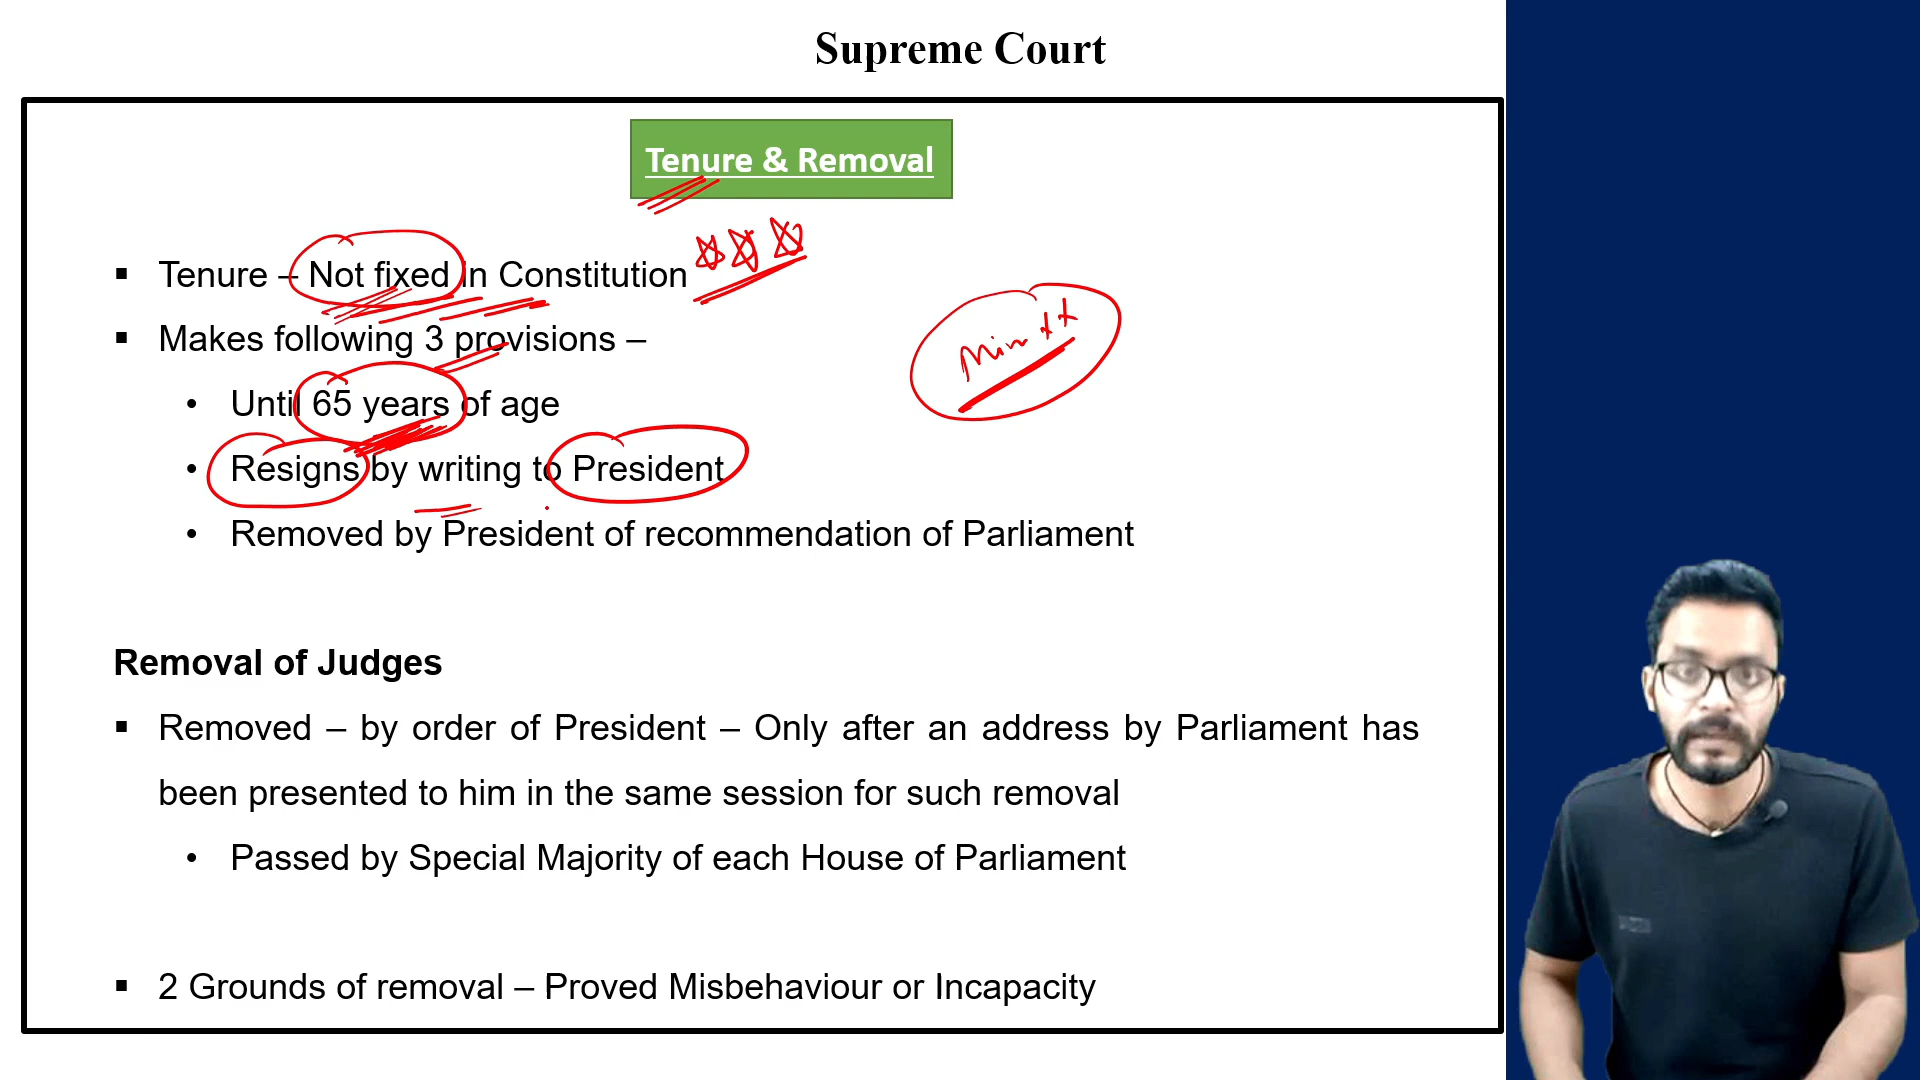 Supreme Court
Tenure & Removal
▪ Tenure – Not fixed in Constitution
▪ Makes following 3 provisions –
Min
• Until 65 years of age
• Resigns by writing to President
• Removed by President of recommendation of Parliament
Removal of Judges
▪ Removed – by order of President – Only after an address by Parliament has
been presented to him in the same session for such removal
• Passed by Special Majority of each House of Parliament
▪ 2 Grounds of removal – Proved Misbehaviour or Incapacity